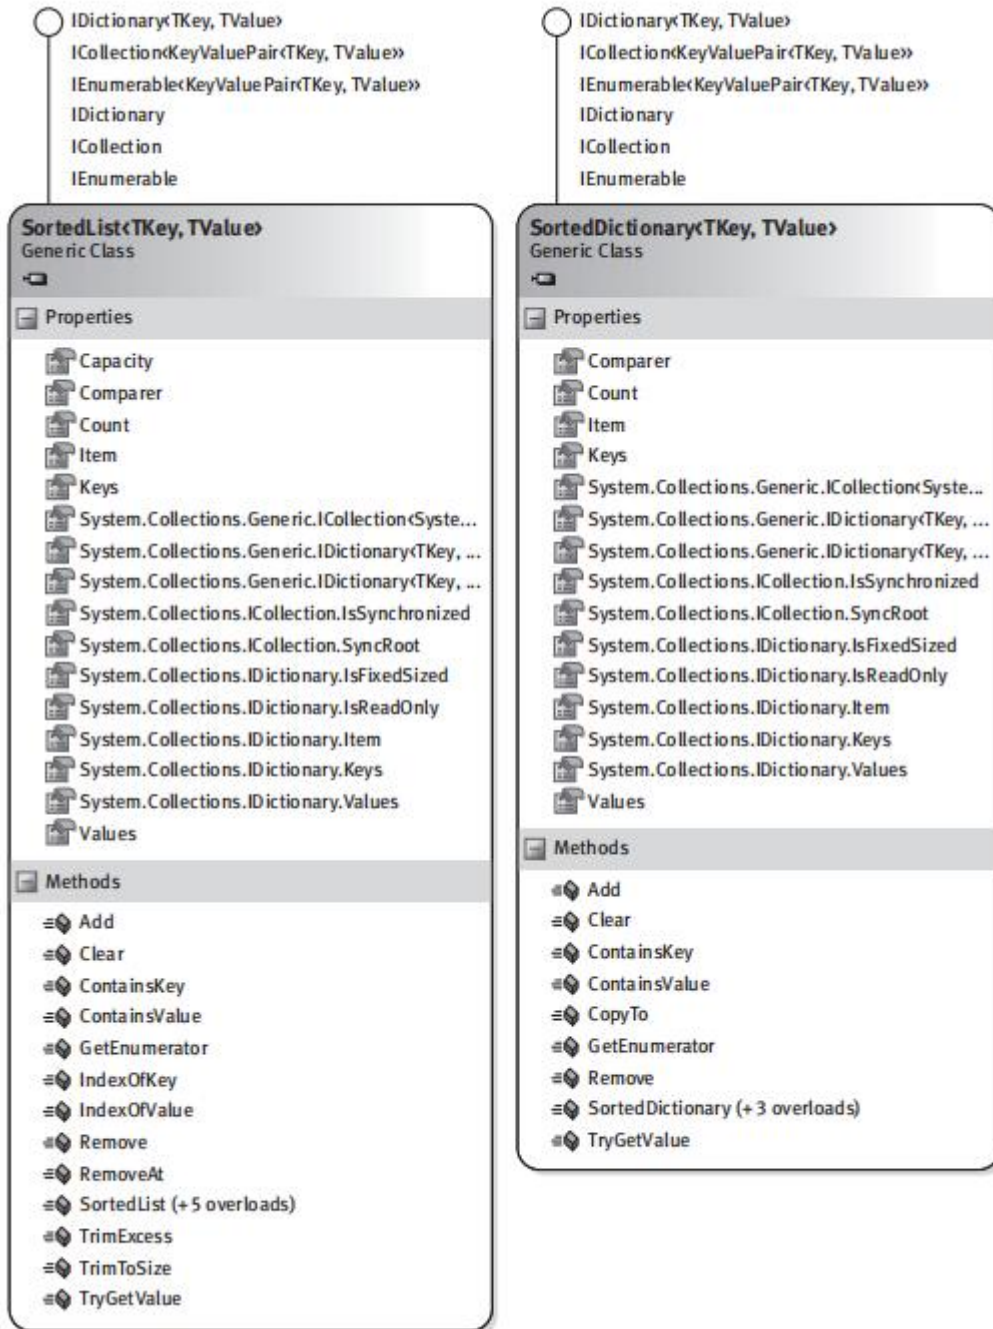 IDictionary<TKey, TValue>
ICollection<KeyValuePair<TKey, TValue>>
IEnumerable<KeyValuePair<TKey, TValue>>
IDictionary
ICollection
IEnumerable
SortedList<TKey, TValue>
Generic Class
Properties
Capacity
Comparer
Count
Item
Keys
System.Collections.Generic.ICollection<Syste...
System.Collections.Generic.IDictionary<TKey, ...
System.Collections.Generic.IDictionary<TKey, ...
System.Collections.ICollection.IsSynchronized
System.Collections.ICollection.SyncRoot
System.Collections.IDictionary.IsFixedSized
System.Collections.IDictionary.IsReadOnly
System.Collections.IDictionary.Item
System.Collections.IDictionary.Keys
System.Collections.IDictionary.Values
Values
Methods
Add
Clear
ContainsKey
ContainsValue
GetEnumerator
IndexOfKey
IndexOfValue
Remove
RemoveAt
SortedList (+ 5 overloads)
TrimExcess
TrimToSize
TryGetValue
IDictionary<TKey, TValue>
ICollection<KeyValuePair<TKey, TValue>>
IEnumerable<KeyValuePair<TKey, TValue>>
IDictionary
ICollection
IEnumerable
SortedDictionary<TKey, TValue>
Generic Class
Properties
Comparer
Count
Item
Keys
System.Collections.Generic.ICollection<Syste...
System.Collections.Generic.IDictionary<TKey, ...
System.Collections.Generic.IDictionary<TKey, ...
System.Collections.ICollection.IsSynchronized
System.Collections.ICollection.SyncRoot
System.Collections.IDictionary.IsFixedSized
System.Collections.IDictionary.IsReadOnly
System.Collections.IDictionary.Item
System.Collections.IDictionary.Keys
System.Collections.IDictionary.Values
Values
Methods
Add
Clear
ContainsKey
ContainsValue
CopyTo
GetEnumerator
Remove
SortedDictionary (+ 3 overloads)
TryGetValue